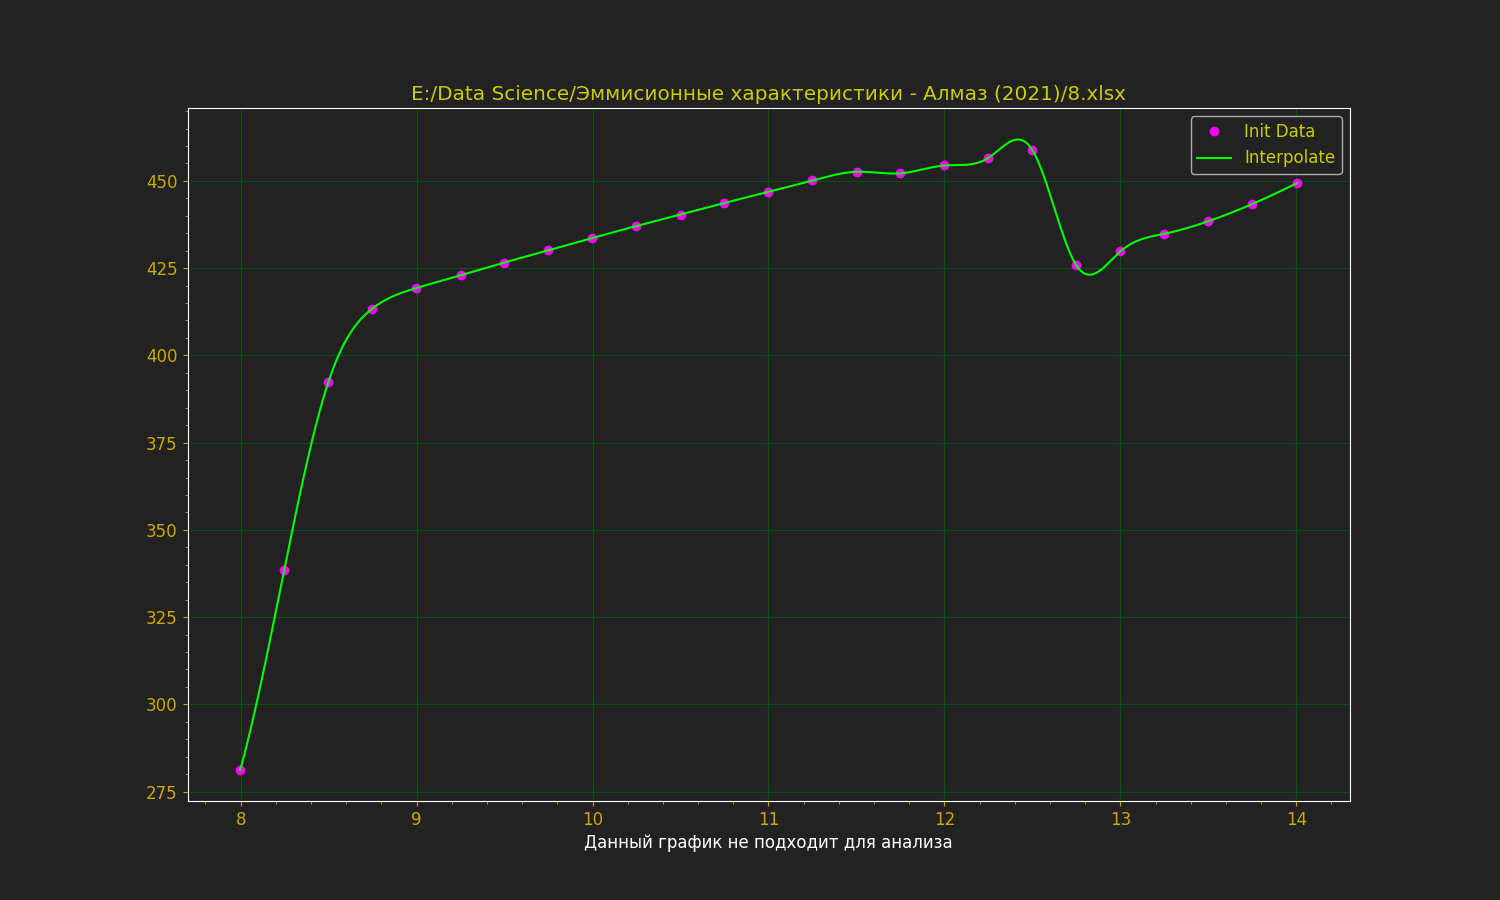 E:/Data Science/Эммисионные характеристики - Алмаз (2021)/8.xlsx
Init Data
Interpolate
450
425
400
375
350
325
300
275
8 9 10 11 12 13 14
Данный график не подходит для анализа